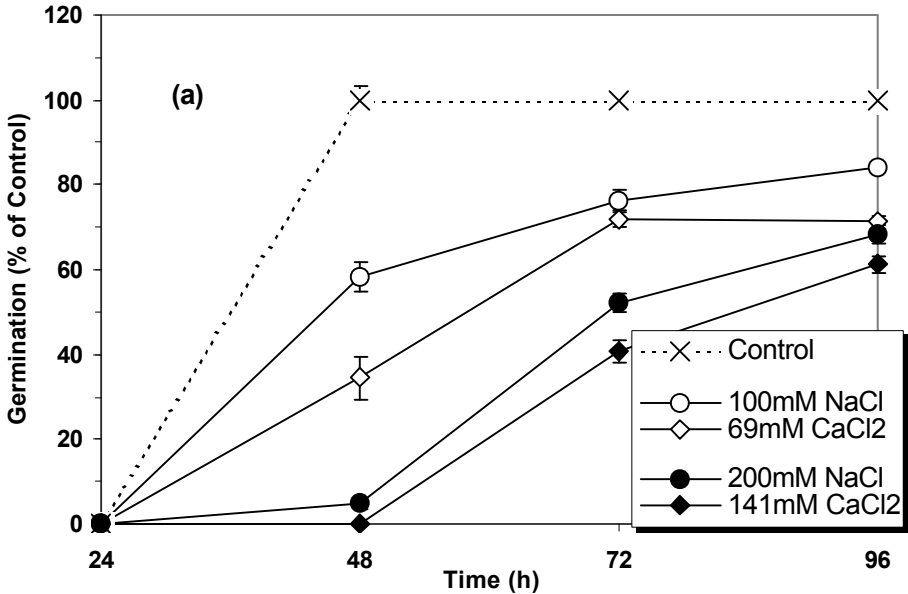 120
100
80
60
40
20
0
(a)
Germination (% of Control)
Control
100mM NaCl
69mM CaCl2
200mM NaCl
141mM CaCl2
24
48
72
96
Time (h)